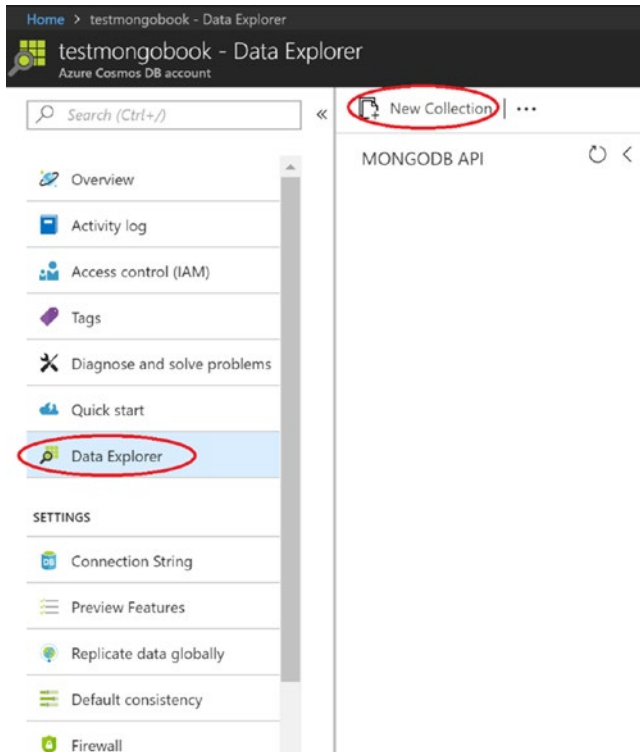 Home > testmongobook - Data Explorer
testmongobook - Data Explorer
Azure Cosmos DB account
Search (Ctrl+/)
«
New Collection
MONGODB API
Overview
Activity log
Access control (IAM)
Tags
Diagnose and solve problems
Quick start
Data Explorer
SETTINGS
DB
Connection String
Preview Features
Replicate data globally
Default consistency
Firewall